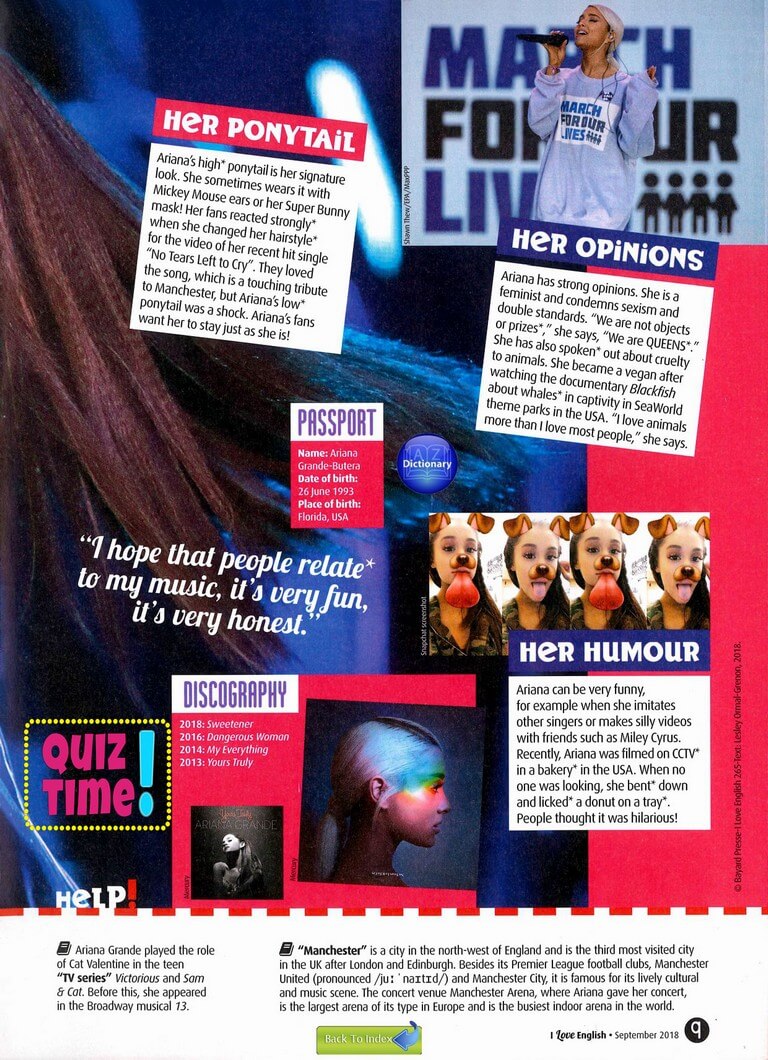 HER PONYTAIL
Ariana's high* ponytail is her signature
look. She sometimes wears it with
Mickey Mouse ears or her Super Bunny
mask! Her fans reacted strongly*
when she changed her hairstyle*
for the video of her recent hit single
"No Tears Left to Cry". They loved
the song, which is a touching tribute
to Manchester, but Ariana's low*
ponytail was a shock. Ariana's fans
want her to stay just as she is!
MARCH
FOR OUR
LIV
MARCH
FOR OUR
LIVES
Shawn Thew/EPA/MaxPPP
HER OPINIONS
Ariana has strong opinions. She is a
feminist and condemns sexism and
double standards. "We are not objects
or prizes*," she says, "We are QUEENS*."
She has also spoken* out about cruelty
to animals. She became a vegan after
watching the documentary Blackfish
about whales* in captivity in SeaWorld
theme parks in the USA. "I love animals
more than I love most people," she says.
PASSPORT
Name: Ariana
Grande-Butera
Date of birth:
26 June 1993
Place of birth:
Florida, USA
AZ
Dictionary
"I hope that people relate*
to my music, it's very fun,
it's very honest."
Snapchat screenshot
HER HUMOUR
Ariana can be very funny,
for example when she imitates
other singers or makes silly videos
with friends such as Miley Cyrus.
Recently, Ariana was filmed on CCTV*
in a bakery* in the USA. When no
one was looking, she bent* down
and licked* a donut on a tray*.
People thought it was hilarious!
DISCOGRAPHY
2018: Sweetener
2016: Dangerous Woman
2014: My Everything
2013: Yours Truly
QUIZ
TIME!
Yours Truly
ARIANA GRANDE
Mercury
Mercury
© Bayard Presse-I Love English 265-Text: Lesley Ormal-Grenon, 2018.
HELP!
Ariana Grande played the role
of Cat Valentine in the teen
"TV series" Victorious and Sam
& Cat. Before this, she appeared
in the Broadway musical 13.
"Manchester" is a city in the north-west of England and is the third most visited city
in the UK after London and Edinburgh. Besides its Premier League football clubs, Manchester
United (pronounced /juːˈnaɪtɪd/) and Manchester City, it is famous for its lively cultural
and music scene. The concert venue Manchester Arena, where Ariana gave her concert,
is the largest arena of its type in Europe and is the busiest indoor arena in the world.
Back To Index
I Love English • September 2018 9